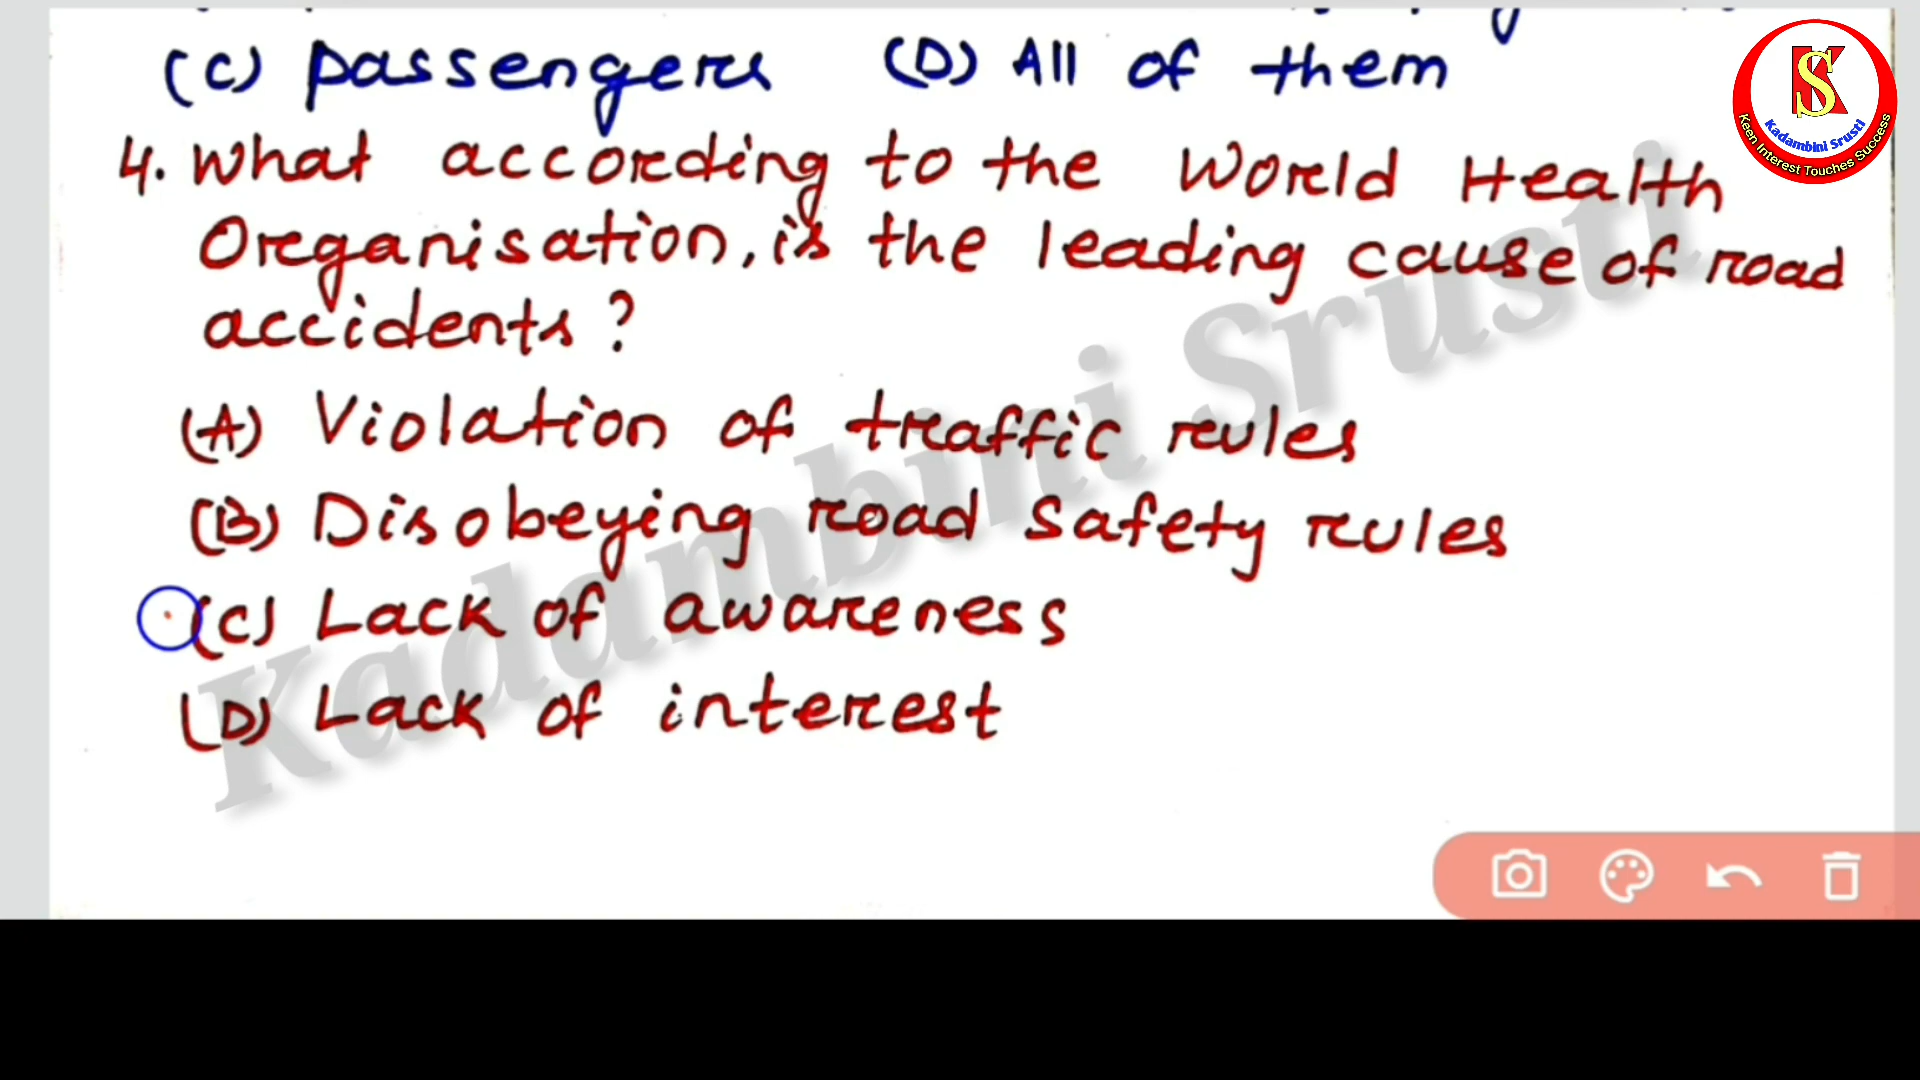 (C) passengers (D) All of them
4. What according to the World Health
Organisation, is the leading cause of road
accidents?
(A) Violation of traffic rules
(B) Disobeying road safety rules
(C) Lack of awareness
(D) Lack of interest
Kadambini Srusti
KS
Kadambini Srusti
Keen Interest Touches Success